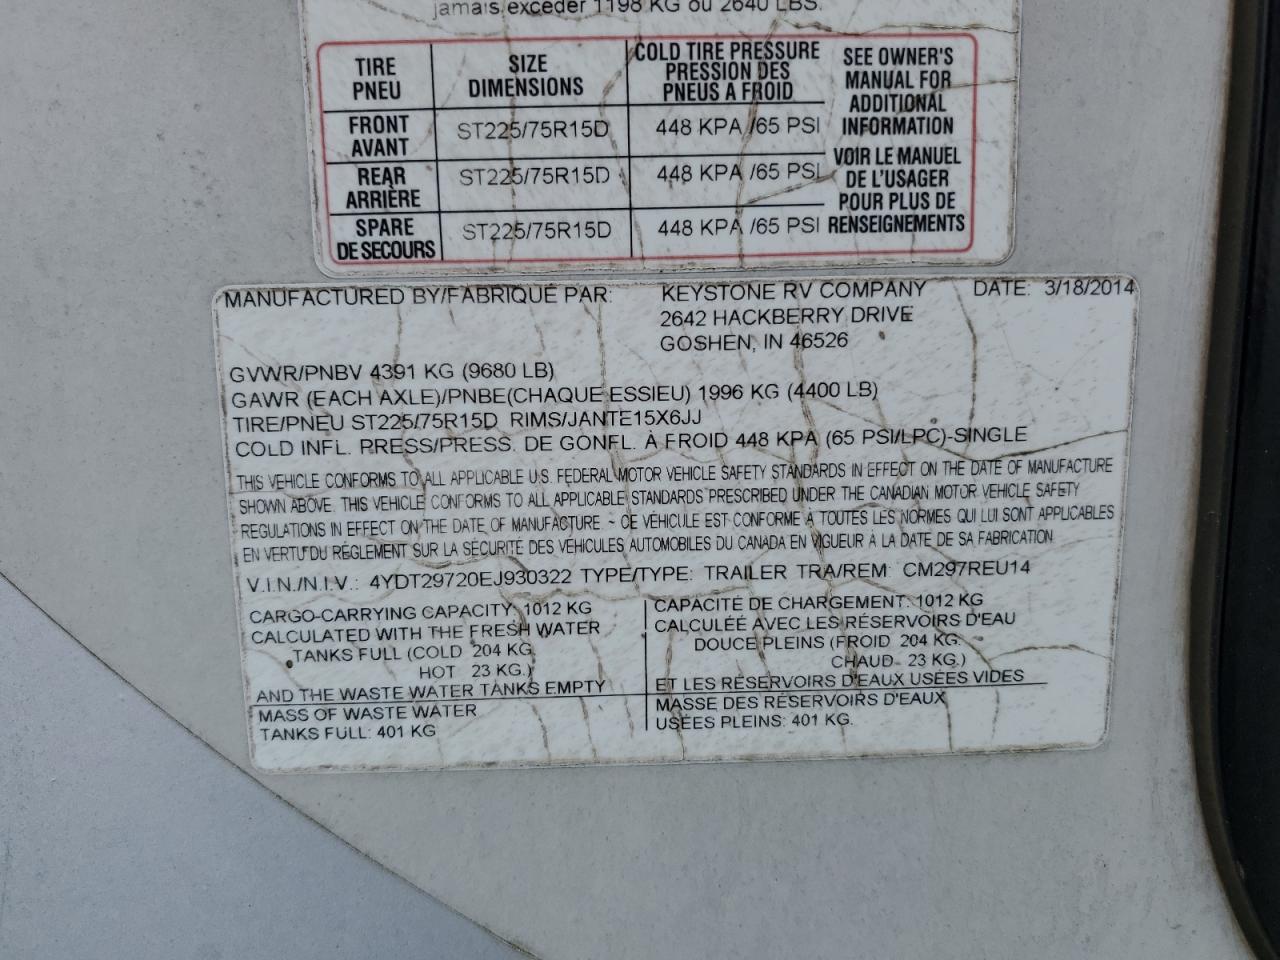 jamais exceder 1198 KG ou 2640 LBS.
TIRE PNEU SIZE DIMENSIONS COLD TIRE PRESSURE PRESSION DES PNEUS A FROID
FRONT AVANT ST225/75R15D 448 KPA /65 PSI
REAR ARRIÈRE ST225/75R15D 448 KPA /65 PSI
SPARE DE SECOURS ST225/75R15D 448 KPA /65 PSI
SEE OWNER'S
MANUAL FOR
ADDITIONAL
INFORMATION
VOIR LE MANUEL
DE L'USAGER
POUR PLUS DE
RENSEIGNEMENTS
MANUFACTURED BY/FABRIQUÉ PAR: KEYSTONE RV COMPANY DATE: 3/18/2014
2642 HACKBERRY DRIVE
GOSHEN, IN 46526
GVWR/PNBV 4391 KG (9680 LB)
GAWR (EACH AXLE)/PNBE(CHAQUE ESSIEU) 1996 KG (4400 LB)
TIRE/PNEU ST225/75R15D RIMS/JANTE15X6JJ
COLD INFL. PRESS/PRESS. DE GONFL. À FROID 448 KPA (65 PSI/LPC)-SINGLE
THIS VEHICLE CONFORMS TO ALL APPLICABLE U.S. FEDERAL MOTOR VEHICLE SAFETY STANDARDS IN EFFECT ON THE DATE OF MANUFACTURE
SHOWN ABOVE. THIS VEHICLE CONFORMS TO ALL APPLICABLE STANDARDS PRESCRIBED UNDER THE CANADIAN MOTOR VEHICLE SAFETY
REGULATIONS IN EFFECT ON THE DATE OF MANUFACTURE. - CE VÉHICULE EST CONFORME À TOUTES LES NORMES QUI LUI SONT APPLICABLES
EN VERTU DU RÈGLEMENT SUR LA SÉCURITÉ DES VÉHICULES AUTOMOBILES DU CANADA EN VIGUEUR À LA DATE DE SA FABRICATION
V.I.N./N.I.V.: 4YDT29720EJ930322 TYPE/TYPE: TRAILER TRA/REM: CM297REU14
CARGO-CARRYING CAPACITY: 1012 KG
CALCULATED WITH THE FRESH WATER
TANKS FULL (COLD 204 KG.
HOT 23 KG.)
AND THE WASTE WATER TANKS EMPTY
MASS OF WASTE WATER
TANKS FULL: 401 KG
CAPACITÉ DE CHARGEMENT: 1012 KG
CALCULÉE AVEC LES RÉSERVOIRS D'EAU
DOUCE PLEINS (FROID 204 KG.
CHAUD 23 KG.)
ET LES RÉSERVOIRS D'EAUX USÉES VIDES
MASSE DES RÉSERVOIRS D'EAUX
USÉES PLEINS: 401 KG.